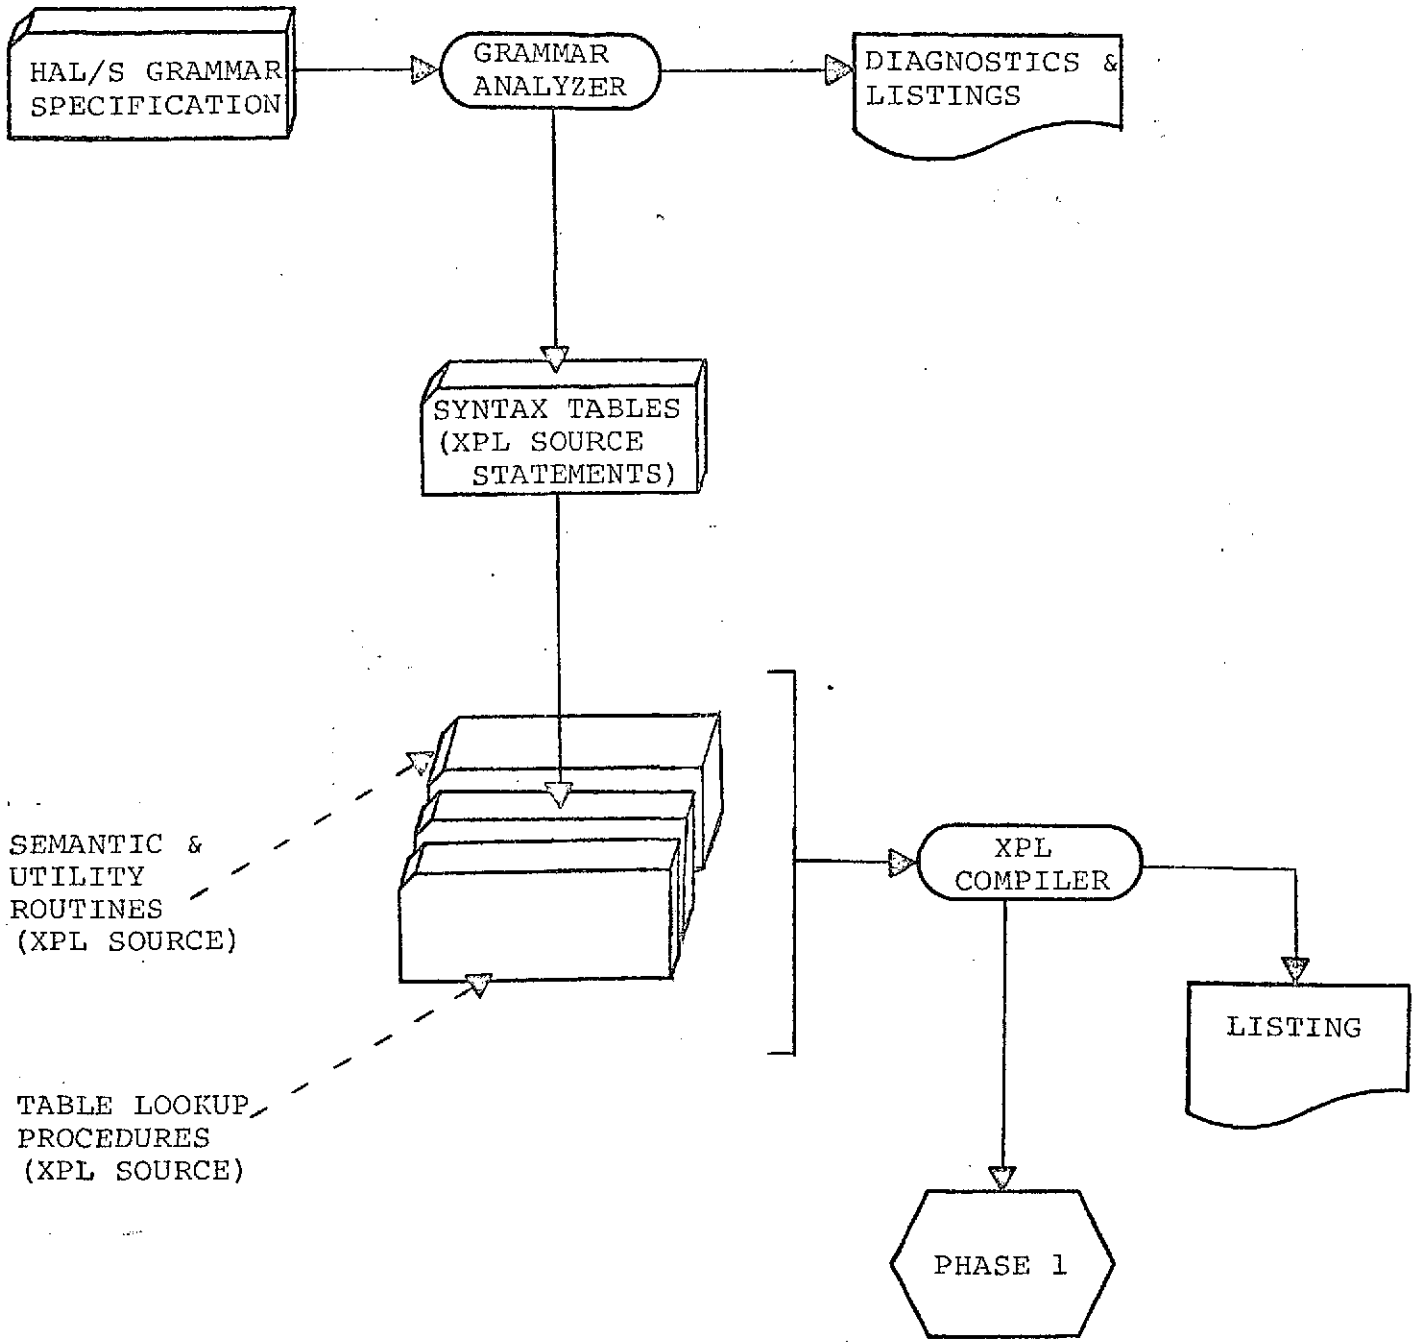 HAL/S GRAMMAR
SPECIFICATION
GRAMMAR
ANALYZER
DIAGNOSTICS &
LISTINGS
SYNTAX TABLES
(XPL SOURCE
STATEMENTS)
SEMANTIC &
UTILITY
ROUTINES
(XPL SOURCE)
TABLE LOOKUP
PROCEDURES
(XPL SOURCE)
XPL
COMPILER
LISTING
PHASE 1